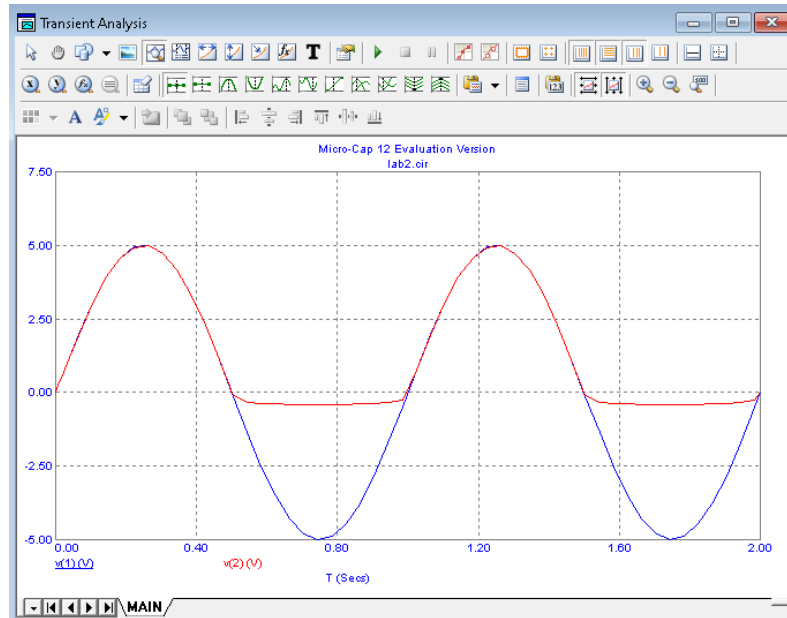 Transient Analysis
Micro-Cap 12 Evaluation Version
lab2.cir
7.50
5.00
2.50
0.00
-2.50
-5.00
0.00 0.40 0.80 1.20 1.60 2.00
v(1) (V) v(2) (V)
T (Secs)
MAIN